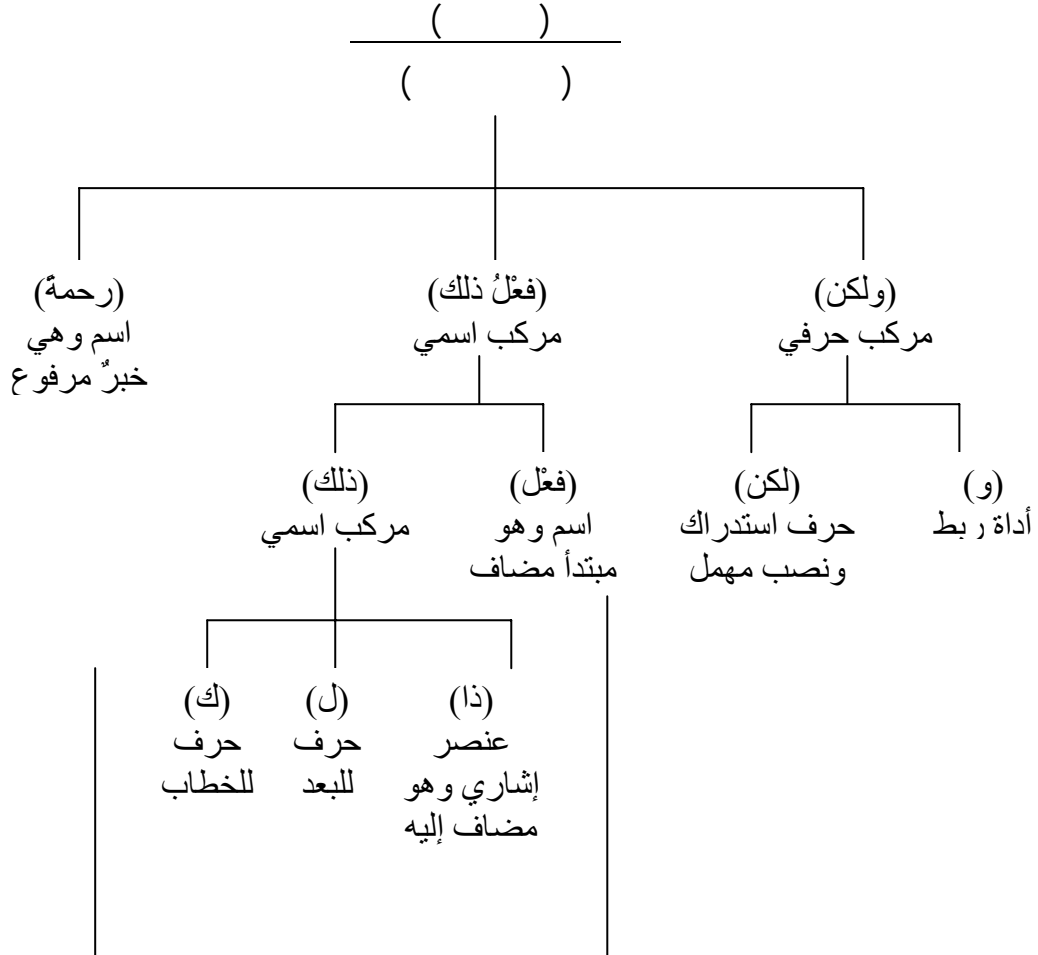 ( )
( )
(ولكن)
مركب حرفي
(فعْلُ ذلك)
مركب اسمي
(رحمةً)
اسم وهي
خبرٌ مرفوع
(و)
أداة ربط
(لكن)
حرف استدراك
ونصب مهمل
(فعْل)
اسم وهو
مبتدأ مضاف
(ذلك)
مركب اسمي
(ذا)
عنصر
إشاري وهو
مضاف إليه
(ل)
حرف
للبعد
(ك)
حرف
للخطاب